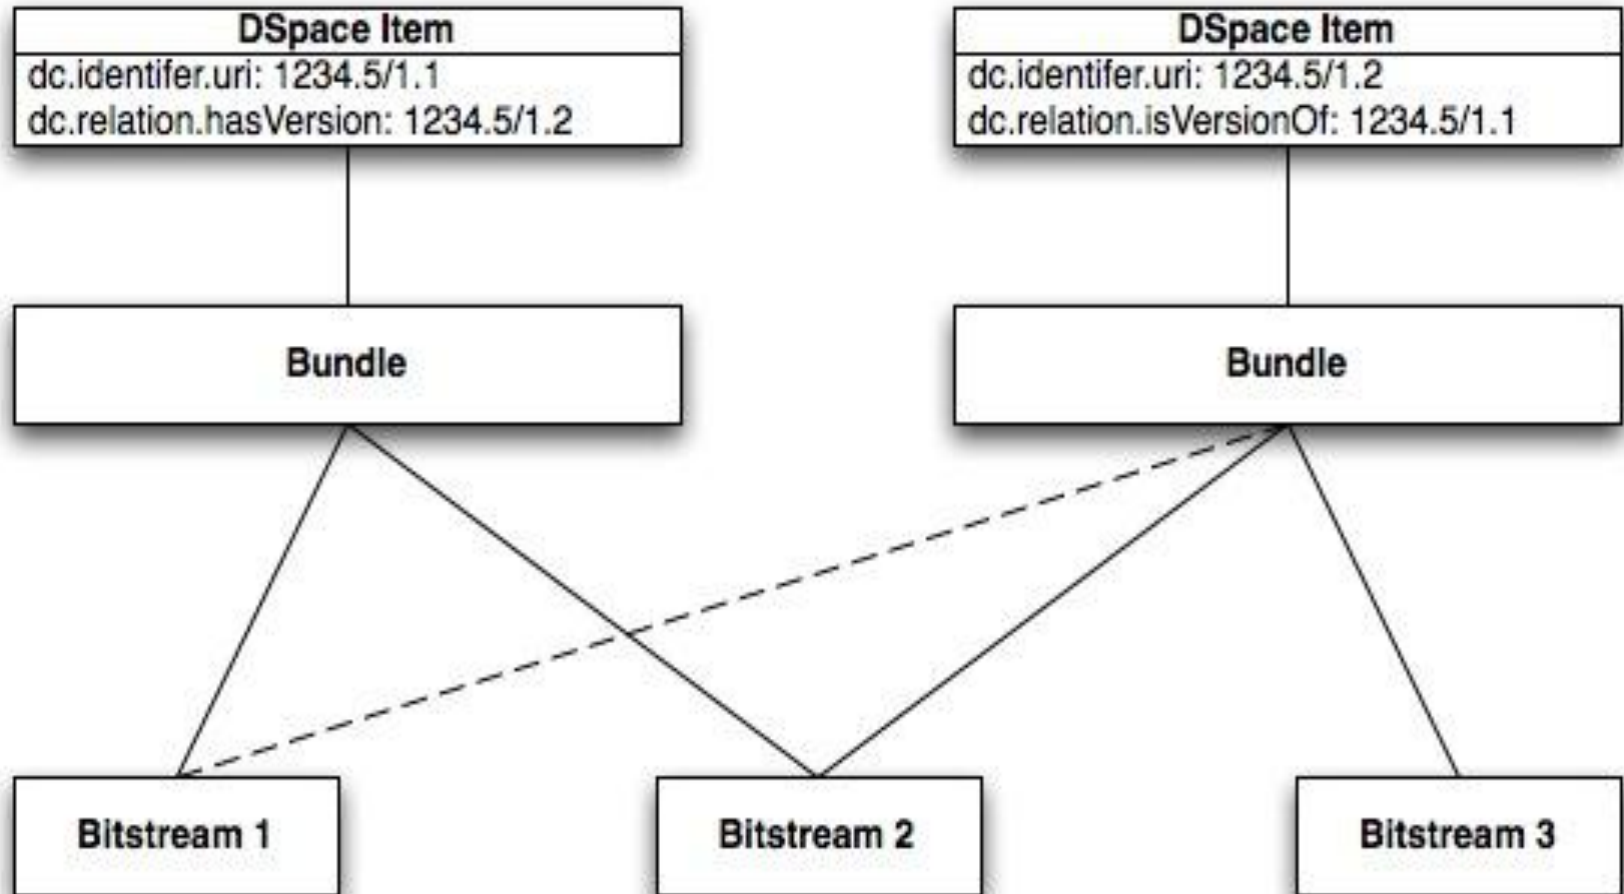 DSpace Item
dc.identifer.uri: 1234.5/1.1
dc.relation.hasVersion: 1234.5/1.2
DSpace Item
dc.identifer.uri: 1234.5/1.2
dc.relation.isVersionOf: 1234.5/1.1
Bundle
Bundle
Bitstream 1
Bitstream 2
Bitstream 3